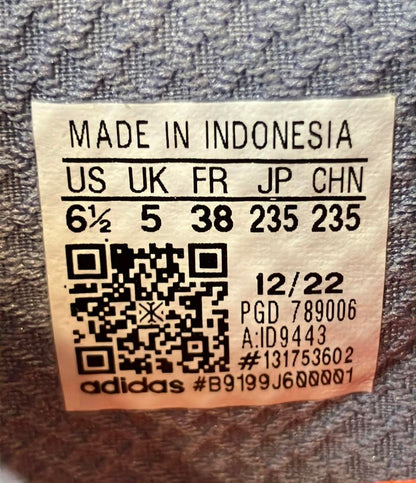 MADE IN INDONESIA
US UK FR JP CHN
6½ 5 38 235 235
12/22
PGD 789006
A:ID9443
#131753602
adidas #B9199J600001